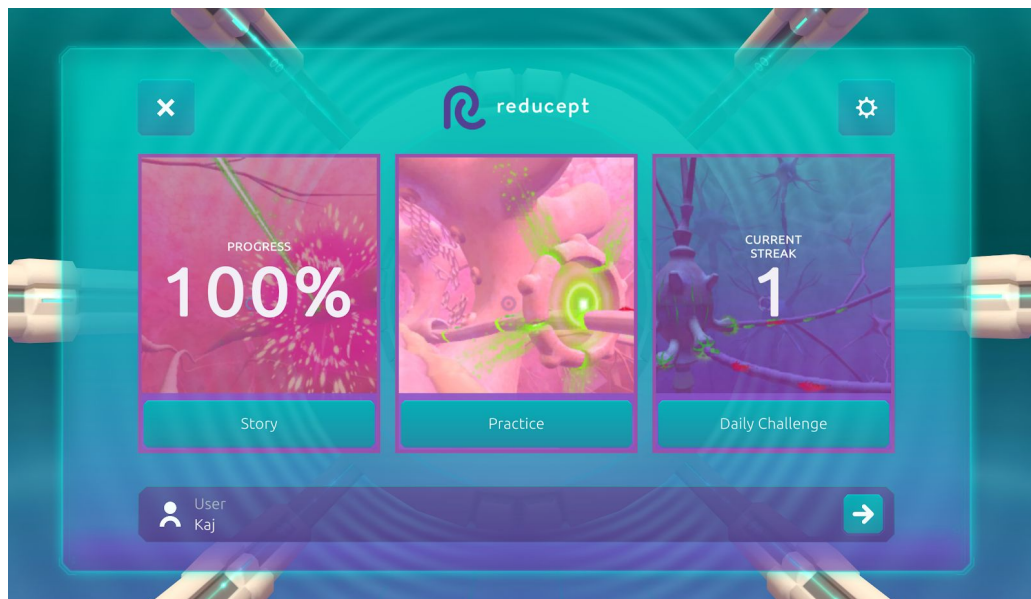 reducept
PROGRESS
100%
CURRENT
STREAK
1
Story
Practice
Daily Challenge
User
Kaj